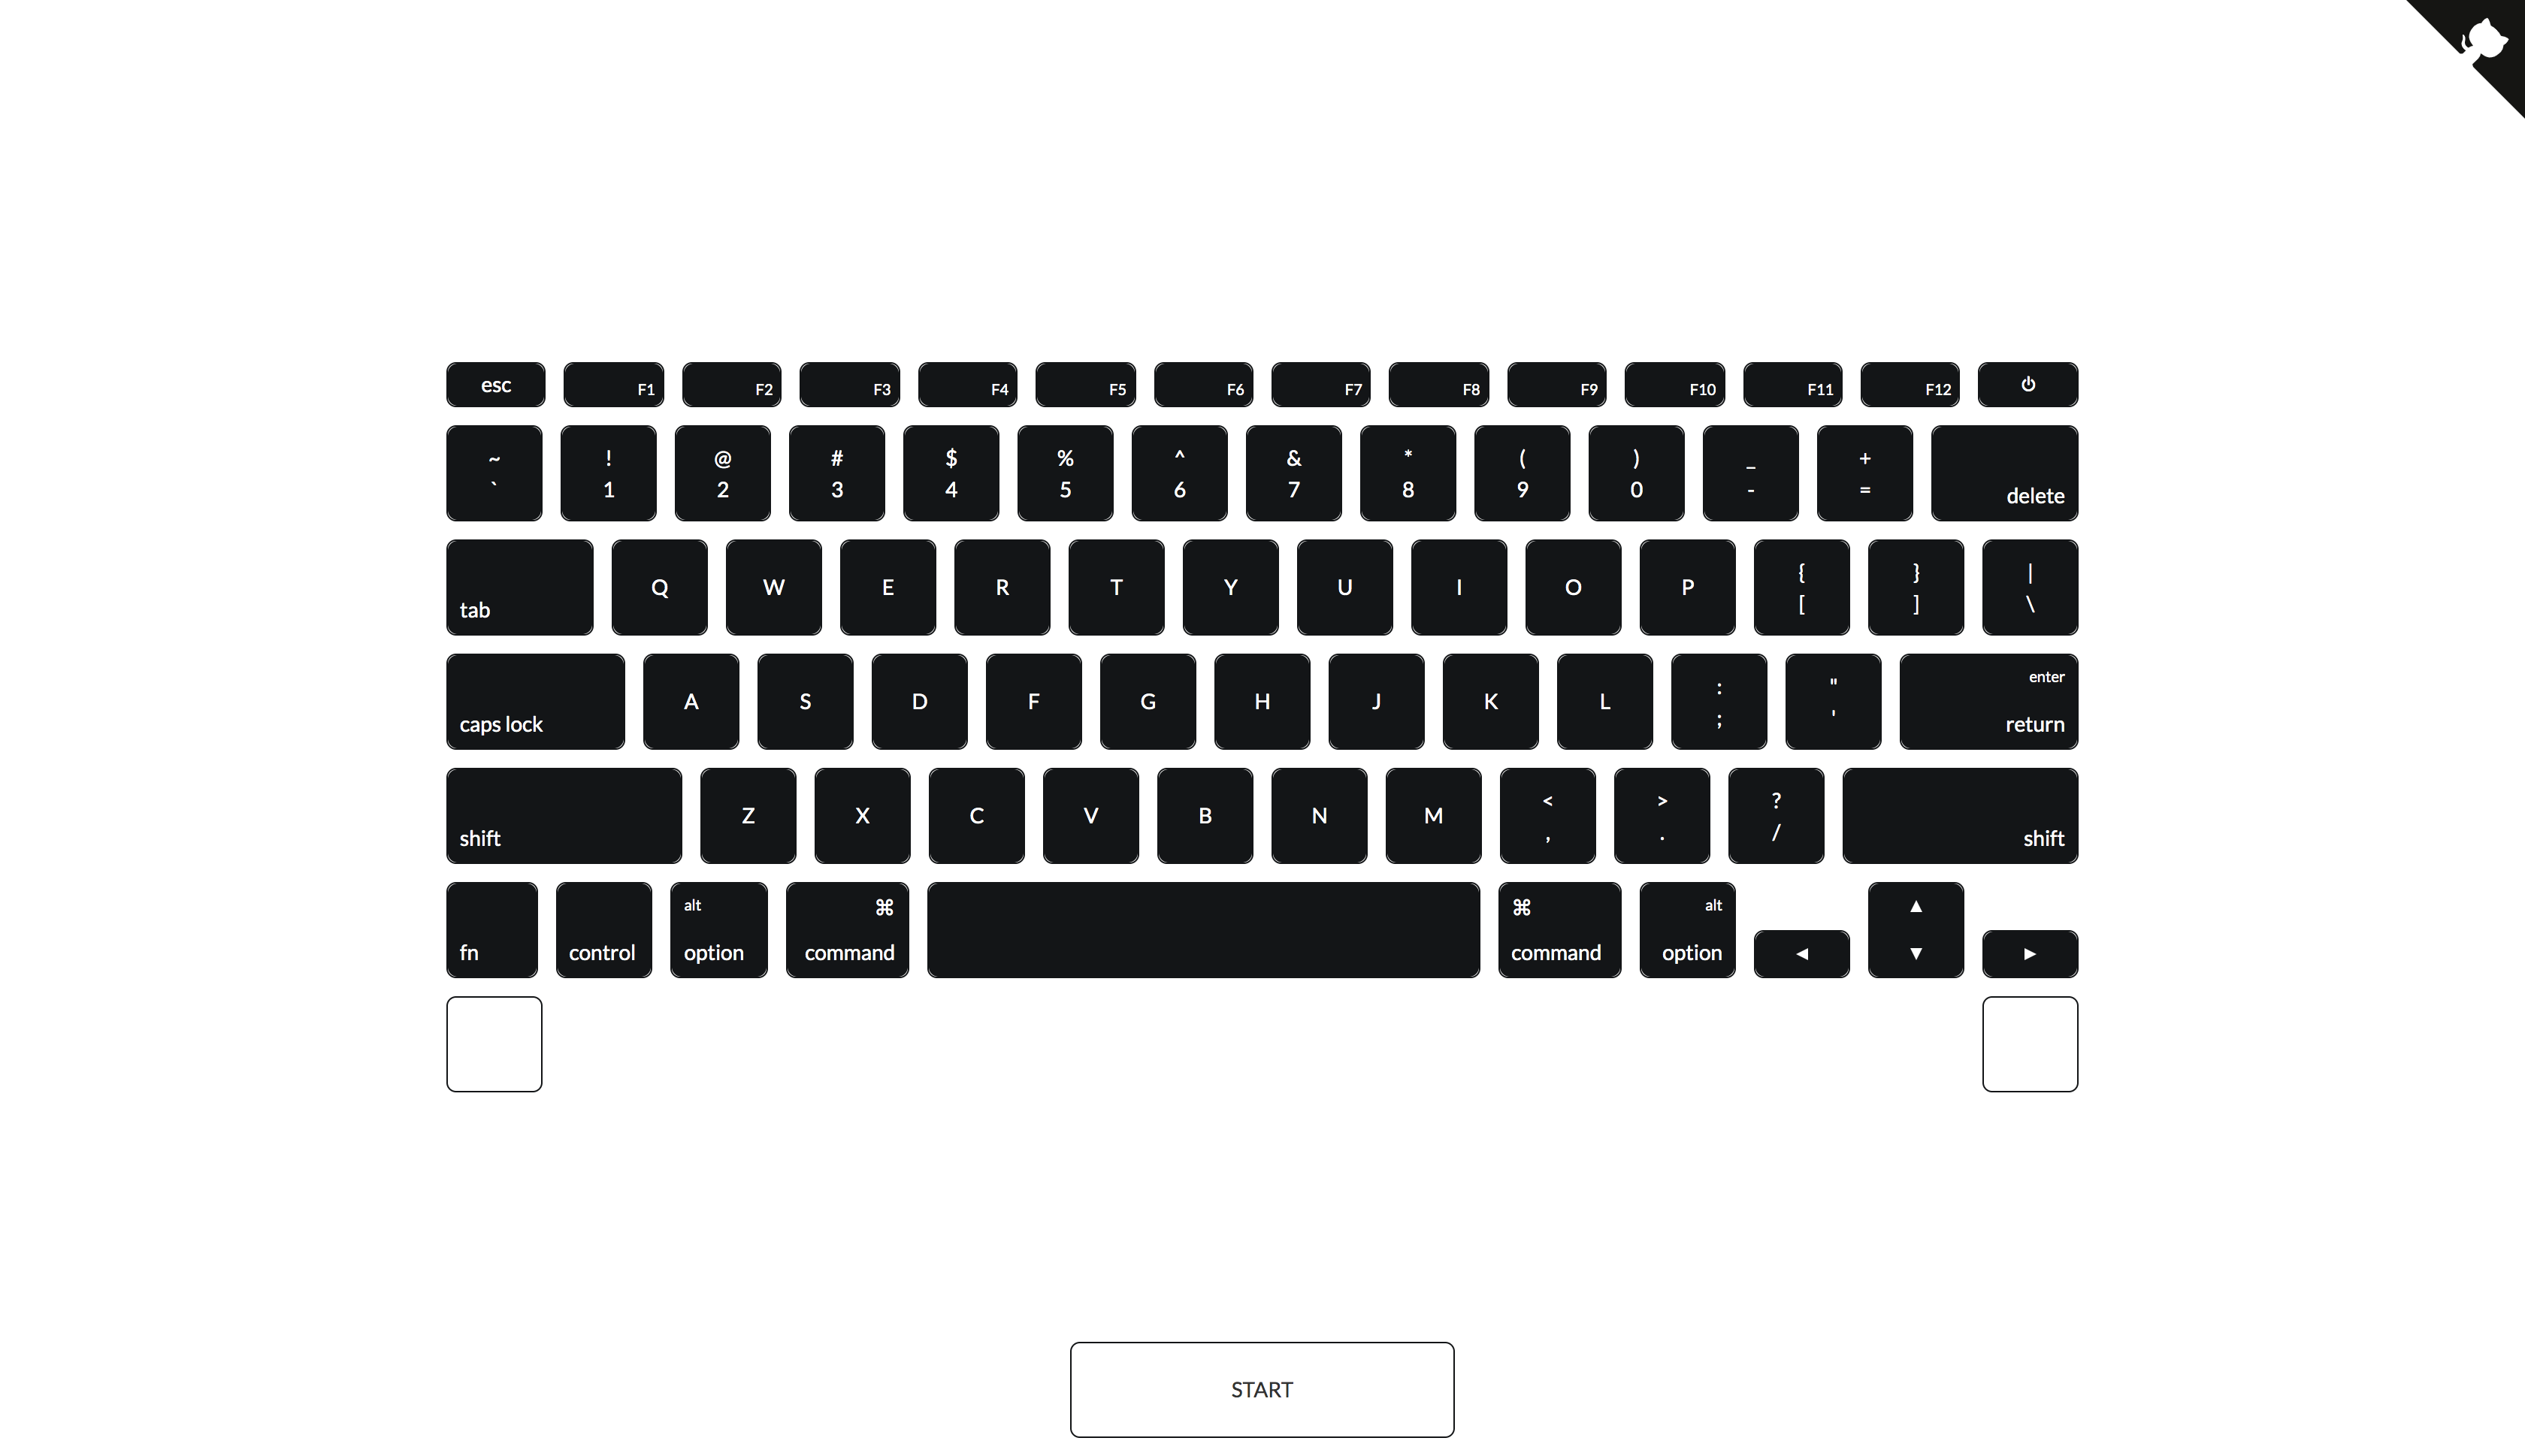 esc F1 F2 F3 F4 F5 F6 F7 F8 F9 F10 F11 F12 ⏻
~ ! @ # $ % ^ & * ( ) _ +
` 1 2 3 4 5 6 7 8 9 0 - = delete
tab Q W E R T Y U I O P { } |
[ ] \
caps lock A S D F G H J K L : " enter
; ' return
shift Z X C V B N M < > ? shift
, . /
alt ⌘ ⌘ alt ▲
fn control option command command option ◀ ▼ ▶
START